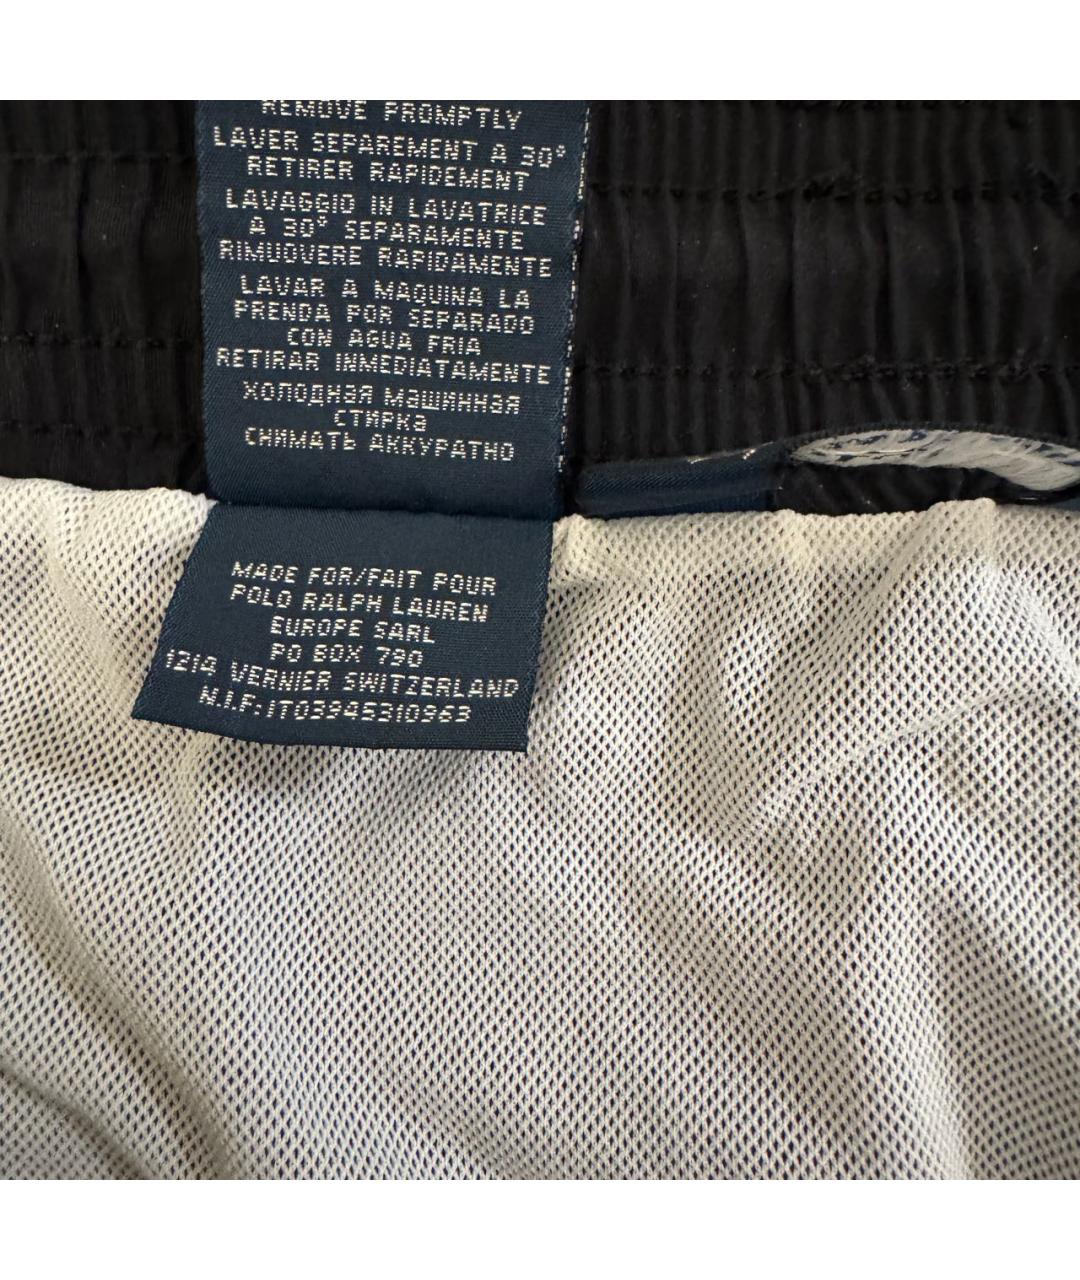 REMOVE PROMPTLY
LAVER SEPAREMENT A 30°
RETIRER RAPIDEMENT
LAVAGGIO IN LAVATRICE
A 30° SEPARAMENTE
RIMUOVERE RAPIDAMENTE
LAVAR A MAQUINA LA
PRENDA POR SEPARADO
CON AGUA FRIA
RETIRAR INMEDIATAMENTE
ХОЛОДНАЯ МАШИННАЯ
СТИРКА
СНИМАТЬ АККУРАТНО
MADE FOR/FAIT POUR
POLO RALPH LAUREN
EUROPE SARL
PO BOX 790
1214 VERNIER SWITZERLAND
N.I.F:IT03945310963